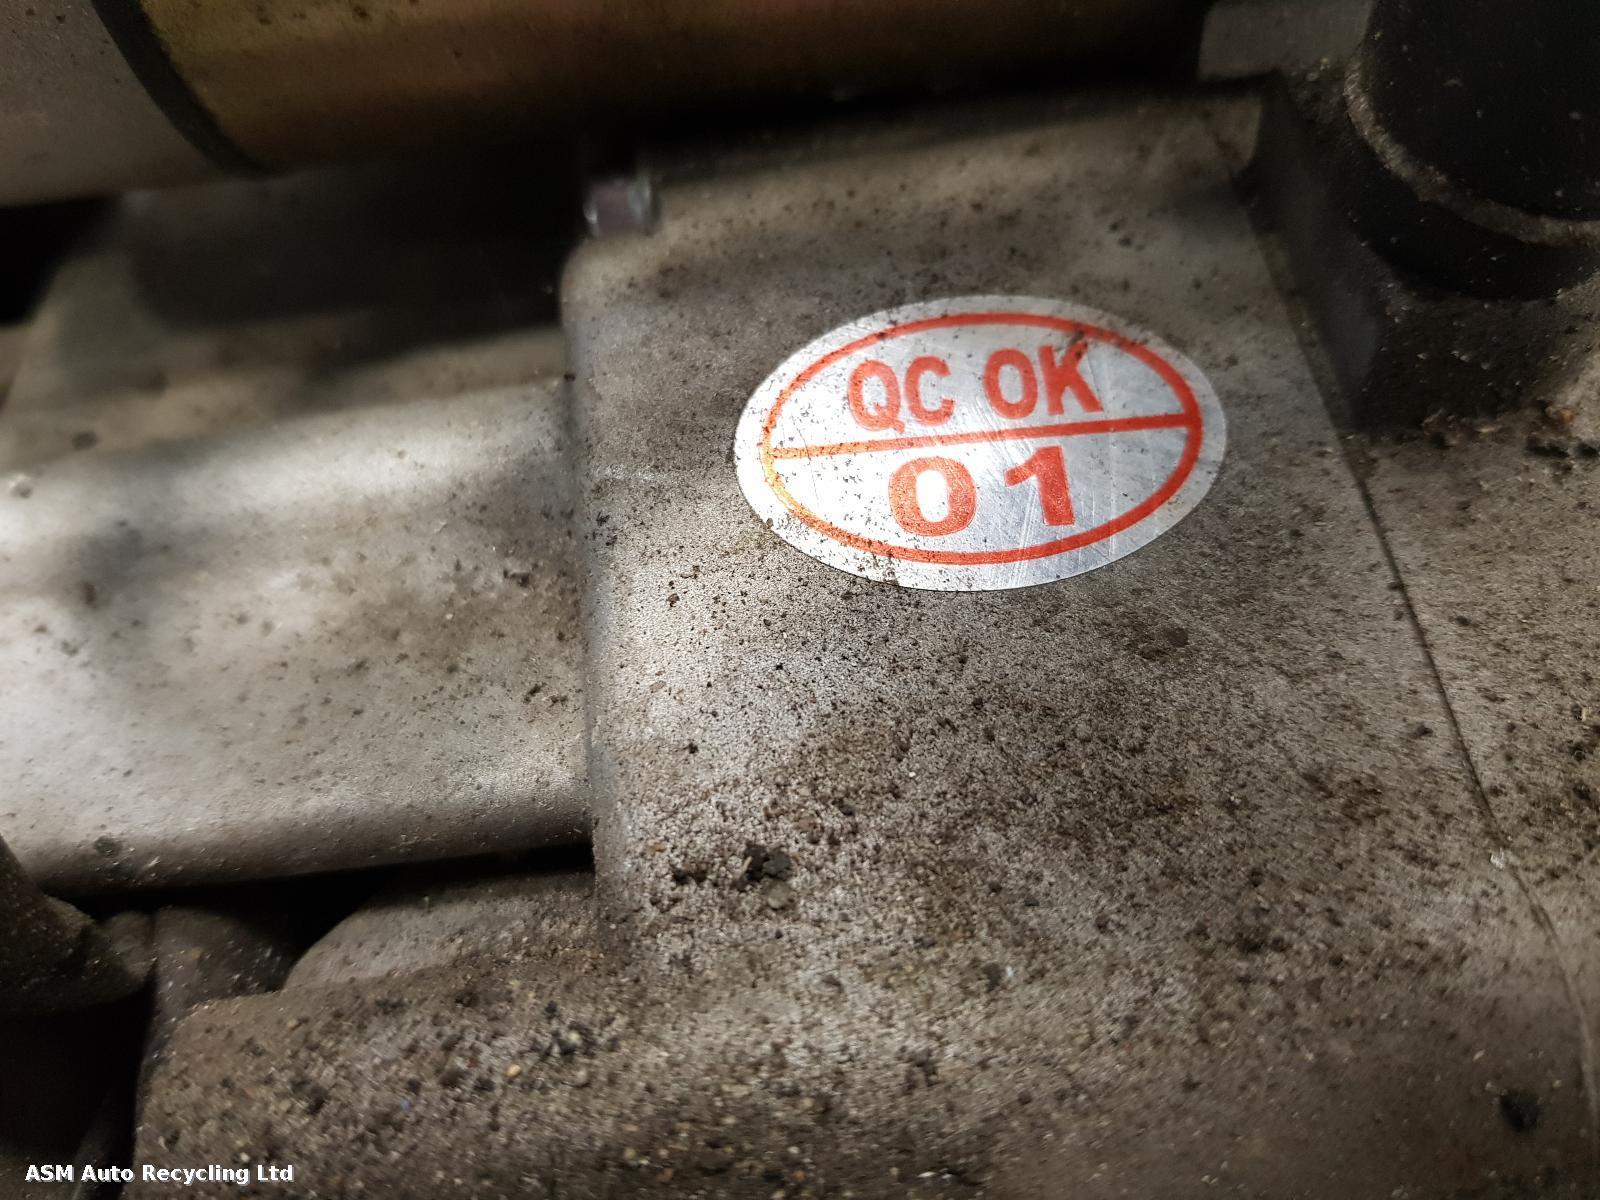 QC OK
01
ASM Auto Recycling Ltd